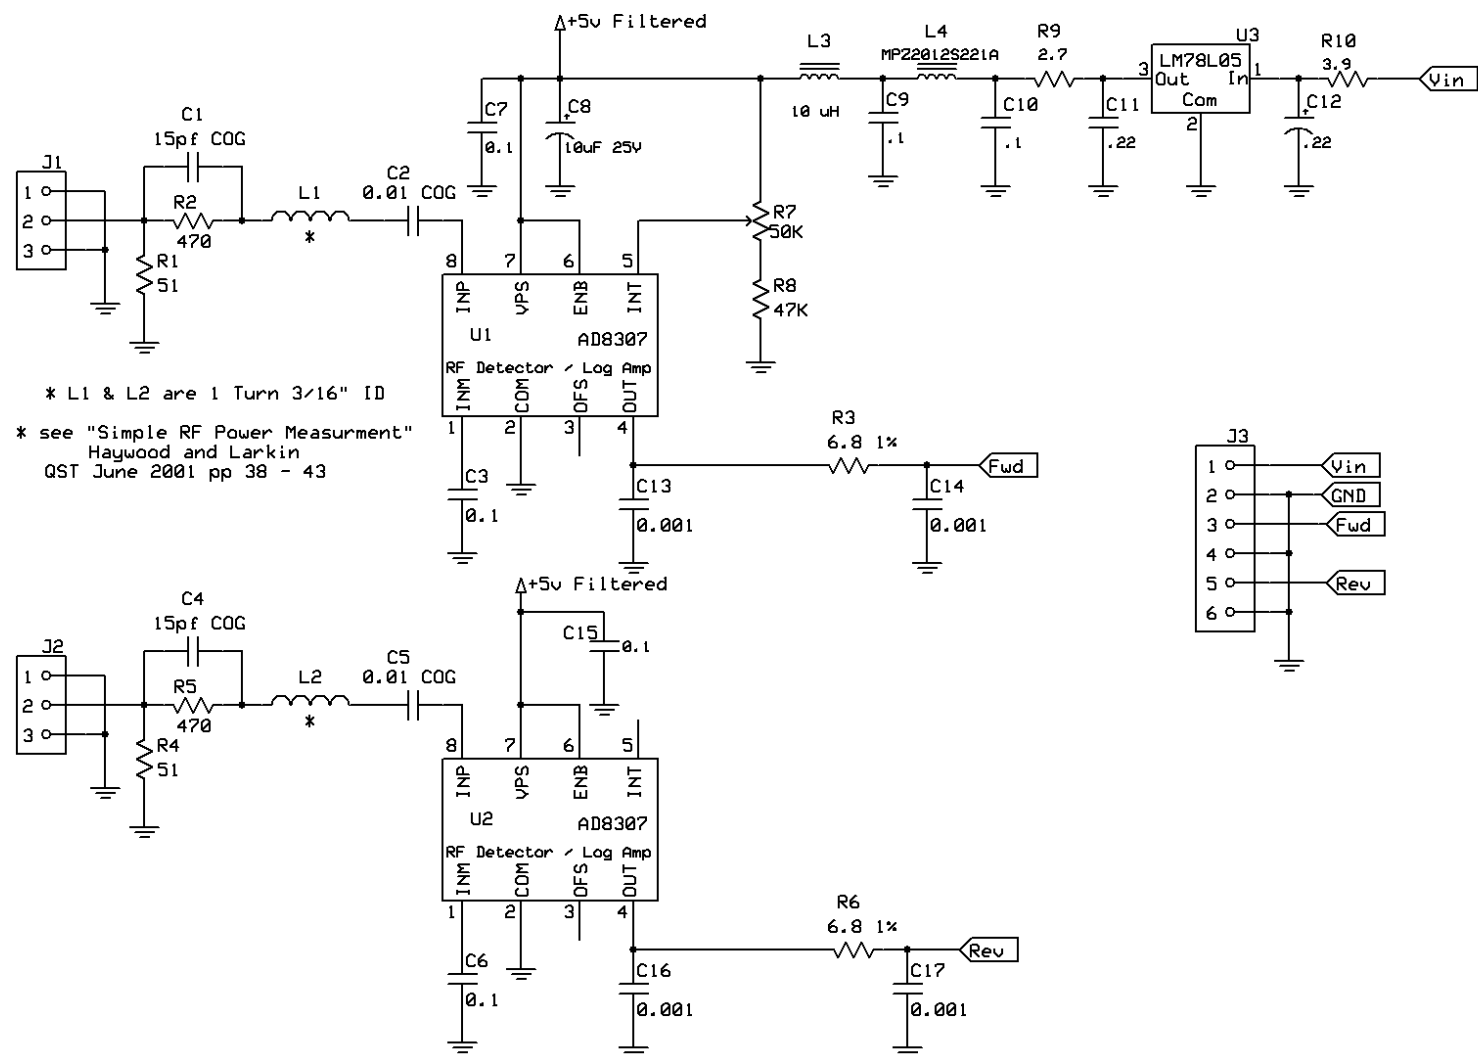 +5v Filtered
L3
L4
MPZ2012S221A
R9
2.7
U3
LM78L05
3
Out
In
1
Com
2
R10
3.9
Vin
10 uH
C9
.1
C10
.1
C11
.22
C12
+
.22
C7
0.1
C8
+
10uF 25V
C1
15pf COG
J1
1
2
3
R2
470
R1
51
L1
*
C2
0.01 COG
R7
50K
R8
47K
8
7
6
5
INP
VPS
ENB
INT
U1
AD8307
RF Detector / Log Amp
INM
COM
OFS
OUT
1
2
3
4
* L1 & L2 are 1 Turn 3/16" ID
* see "Simple RF Power Measurment"
Haywood and Larkin
QST June 2001 pp 38 - 43
C3
0.1
C13
0.001
R3
6.8 1%
Fwd
C14
0.001
J3
1
Vin
2
GND
3
Fwd
4
5
Rev
6
+5v Filtered
C15
0.1
C4
15pf COG
J2
1
2
3
R5
470
R4
51
L2
*
C5
0.01 COG
8
7
6
5
INP
VPS
ENB
INT
U2
AD8307
RF Detector / Log Amp
INM
COM
OFS
OUT
1
2
3
4
C6
0.1
C16
0.001
R6
6.8 1%
Rev
C17
0.001